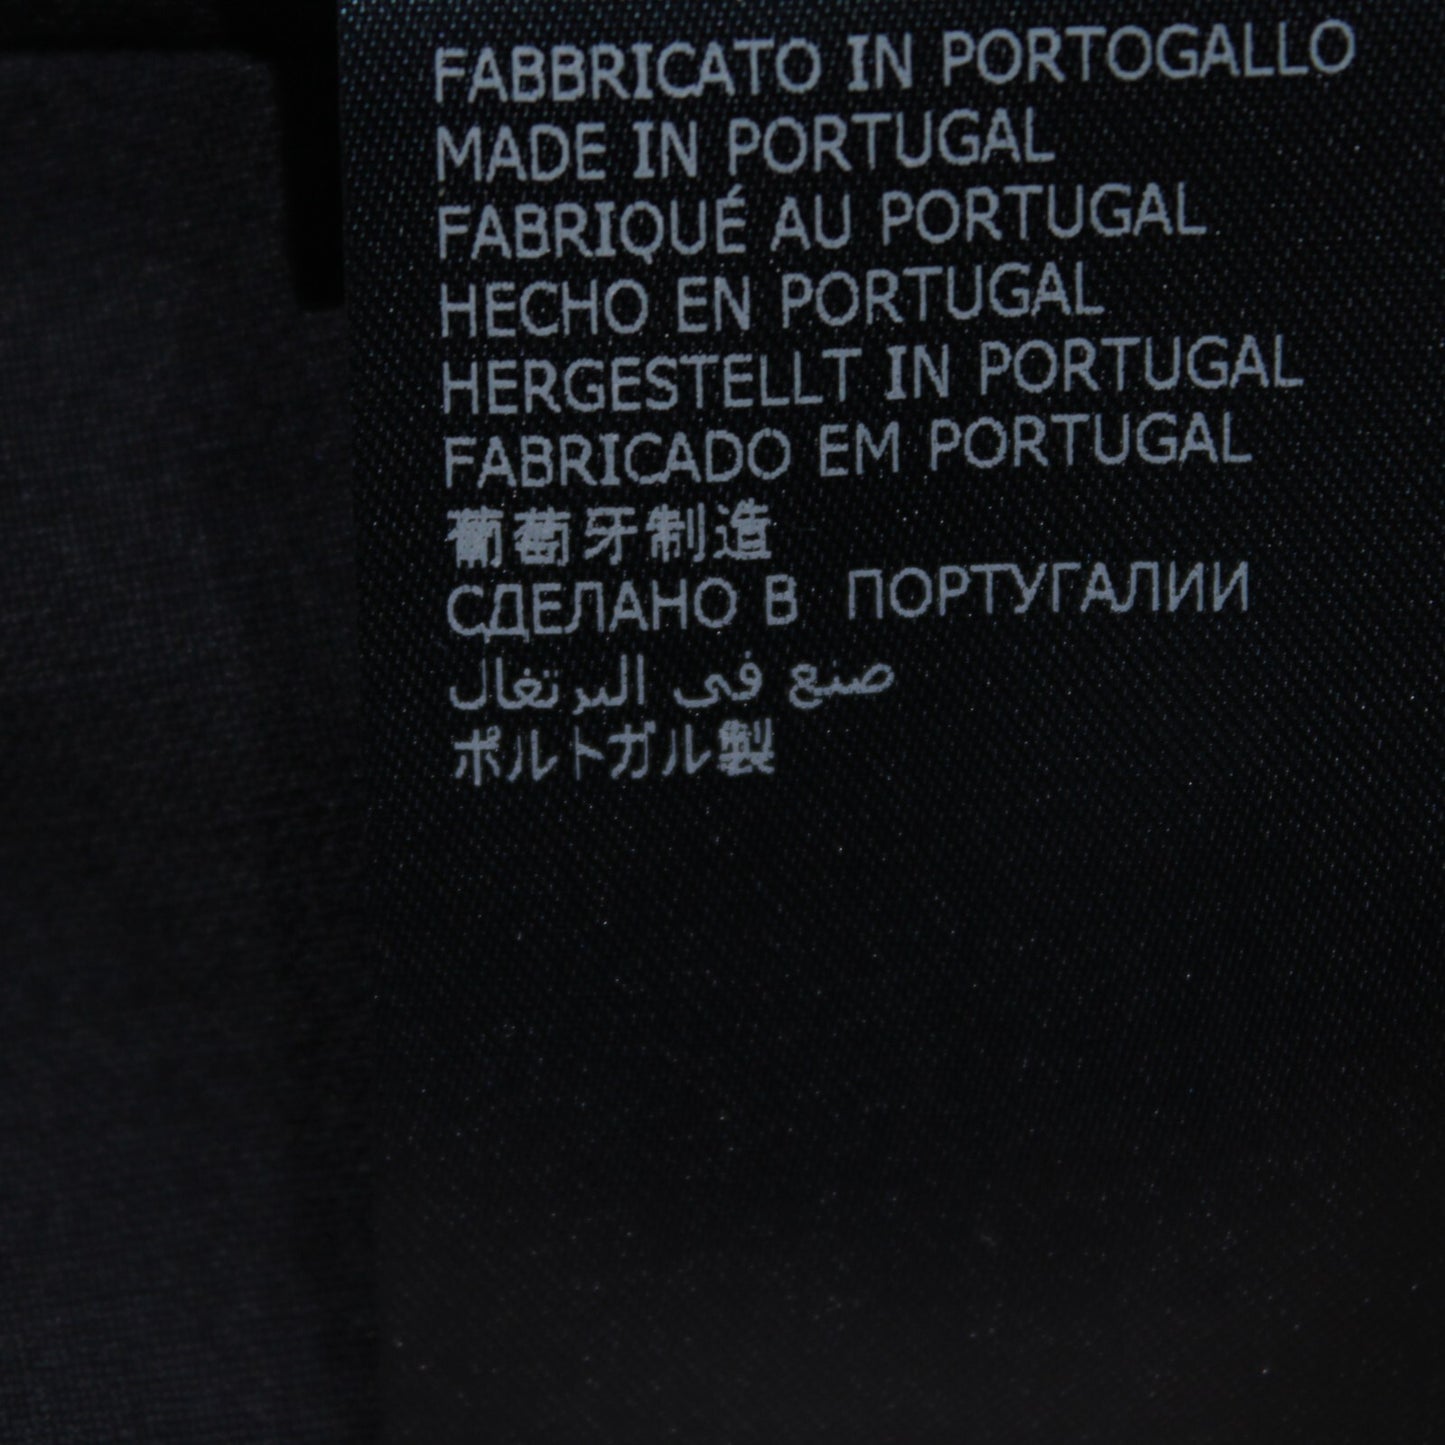 FABBRICATO IN PORTOGALLO
MADE IN PORTUGAL
FABRIQUÉ AU PORTUGAL
HECHO EN PORTUGAL
HERGESTELLT IN PORTUGAL
FABRICADO EM PORTUGAL
葡萄牙制造
СДЕЛАНО В ПОРТУГАЛИИ
صنع في البرتغال
ポルトガル製